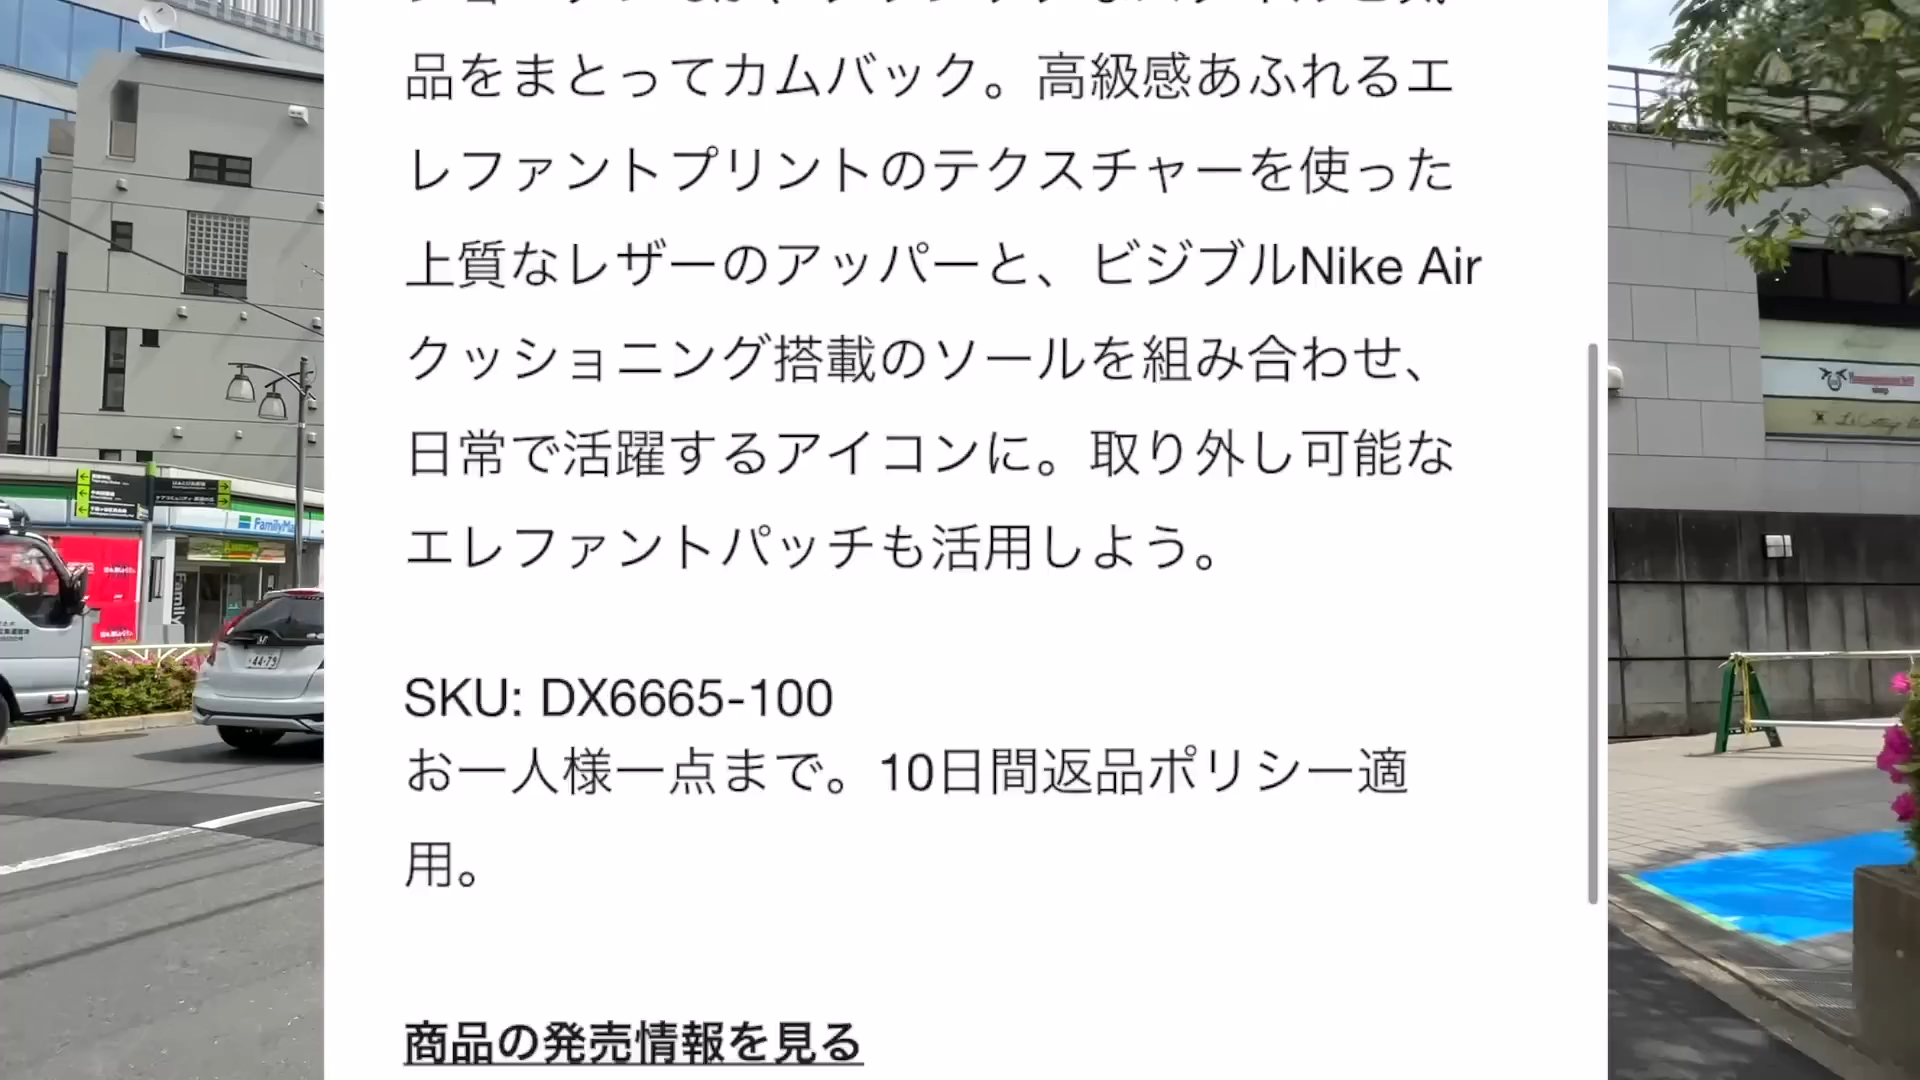 品をまとってカムバック。高級感あふれるエ
レファントプリントのテクスチャーを使った
上質なレザーのアッパーと、ビジブルNike Air
クッショニング搭載のソールを組み合わせ、
日常で活躍するアイコンに。取り外し可能な
エレファントパッチも活用しよう。
SKU: DX6665-100
お一人様一点まで。10日間返品ポリシー適
用。
商品の発売情報を見る
FamilyMa
Family
44-79